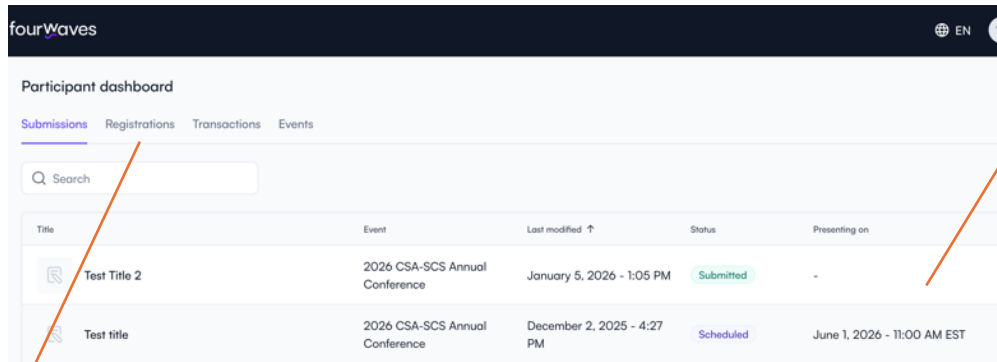 fourwaves
EN
Participant dashboard
Submissions Registrations Transactions Events
Search
Title Event Last modified ↑ Status Presenting on
Test Title 2 2026 CSA-SCS Annual Conference January 5, 2026 - 1:05 PM Submitted -
Test title 2026 CSA-SCS Annual Conference December 2, 2025 - 4:27 PM Scheduled June 1, 2026 - 11:00 AM EST